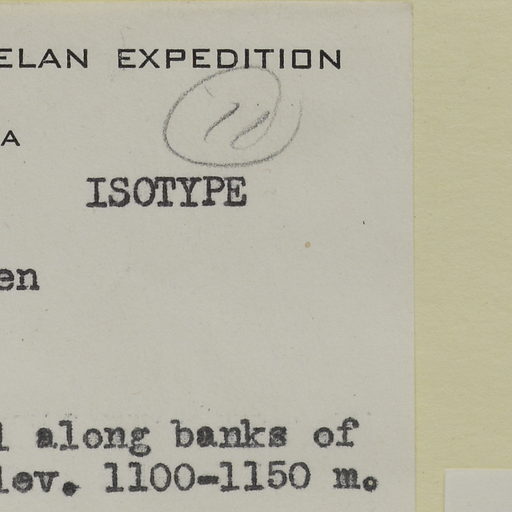 ELAN EXPEDITION
A
ISOTYPE
en
l along banks of
lev. 1100-1150 m.